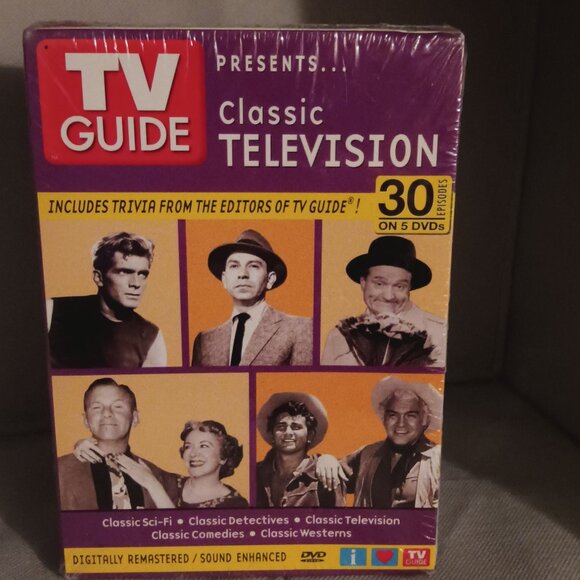 TV
GUIDE
PRESENTS...
Classic
TELEVISION
INCLUDES TRIVIA FROM THE EDITORS OF TV GUIDE®!
30
EPISODES
ON 5 DVDs
Classic Sci-Fi • Classic Detectives • Classic Television
Classic Comedies • Classic Westerns
DIGITALLY REMASTERED / SOUND ENHANCED
DVD
VIDEO
i
TV
GUIDE